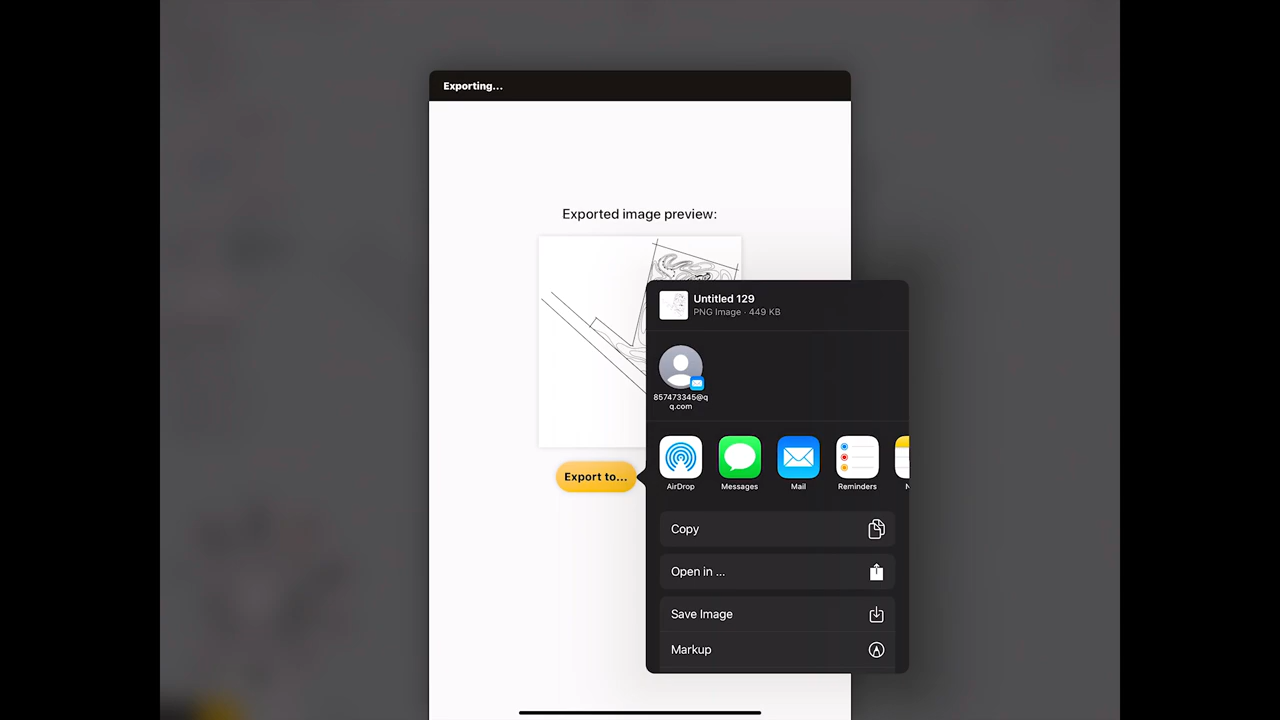 Exporting...
Exported image preview:
Untitled 129
PNG Image · 449 KB
857473345@q
q.com
AirDrop
Messages
Mail
Reminders
Export to...
Copy
Open in ...
Save Image
Markup